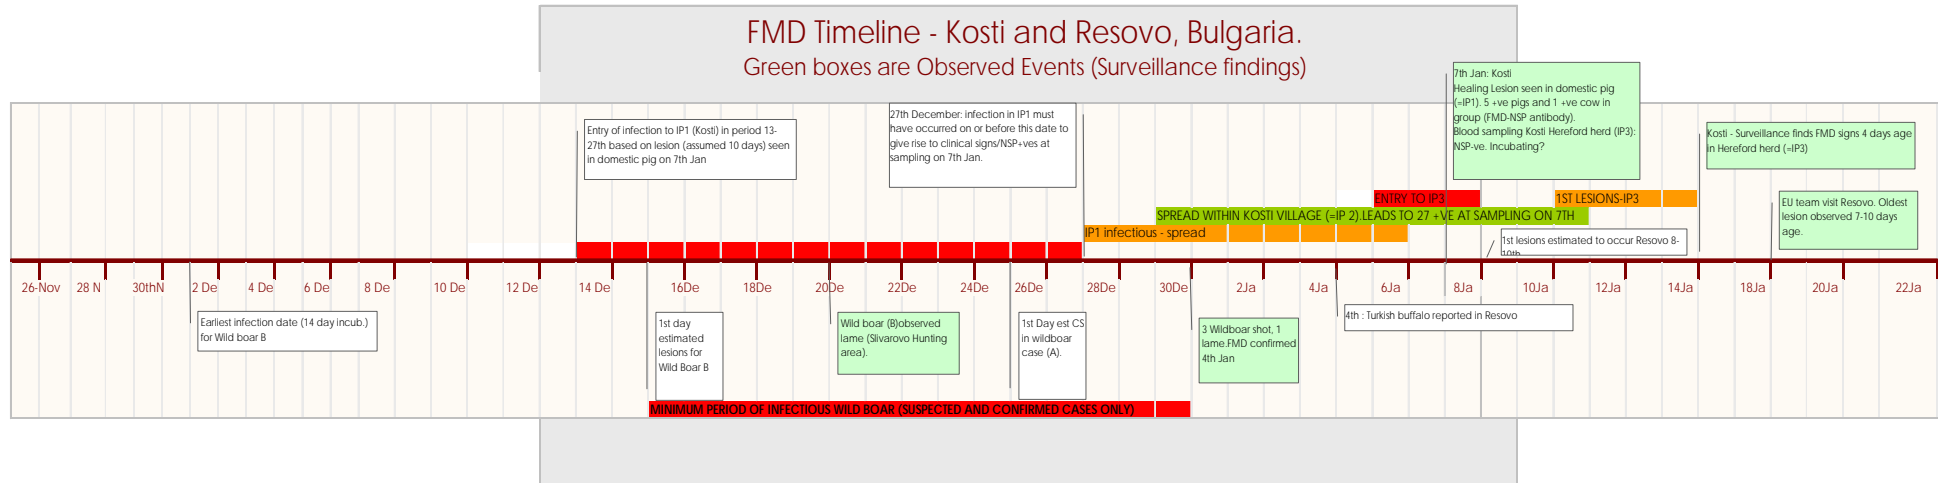 FMD Timeline - Kosti and Resovo, Bulgaria.
Green boxes are Observed Events (Surveillance findings)
7th Jan: Kosti
Healing Lesion seen in domestic pig
(=IP1). 5 +ve pigs and 1 +ve cow in
group (FMD-NSP antibody).
Blood sampling Kosti Hereford herd (IP3):
NSP-ve. Incubating?
27th December: infection in IP1 must
have occurred on or before this date to
give rise to clinical signs/NSP+ves at
sampling on 7th Jan.
Entry of infection to IP1 (Kosti) in period 13-
27th based on lesion (assumed 10 days) seen
in domestic pig on 7th Jan
Kosti - Surveillance finds FMD signs 4 days age
in Hereford herd (=IP3)
ENTRY TO IP3
1ST LESIONS-IP3
EU team visit Resovo. Oldest
lesion observed 7-10 days
age.
SPREAD WITHIN KOSTI VILLAGE (=IP 2).LEADS TO 27 +VE AT SAMPLING ON 7TH
IP1 infectious - spread
1st lesions estimated to occur Resovo 8-
10th
26-Nov 28 N 30thN 2 De 4 De 6 De 8 De 10 De 12 De 14 De 16De 18De 20De 22De 24De 26De 28De 30De 2Ja 4Ja 6Ja 8Ja 10Ja 12Ja 14Ja 18Ja 20Ja 22Ja
Earliest infection date (14 day incub.)
for Wild boar B
1st day
estimated
lesions for
Wild Boar B
Wild boar (B)observed
lame (Slivarovo Hunting
area).
1st Day est CS
in wildboar
case (A).
3 Wildboar shot, 1
lame.FMD confirmed
4th Jan
4th : Turkish buffalo reported in Resovo
MINIMUM PERIOD OF INFECTIOUS WILD BOAR (SUSPECTED AND CONFIRMED CASES ONLY)